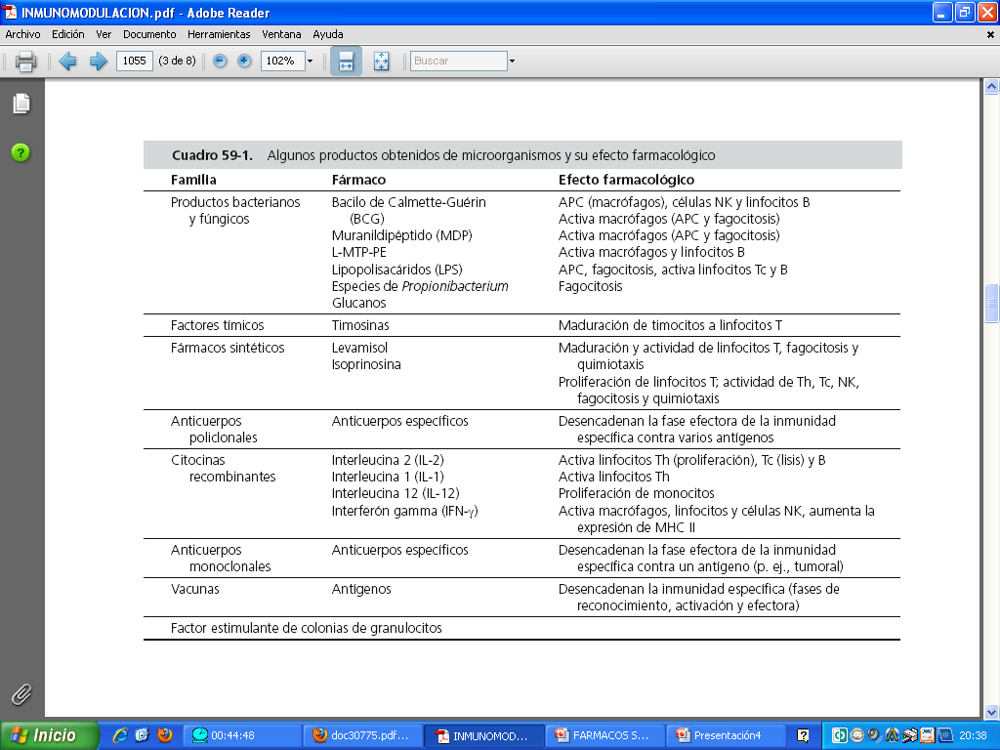 INMUNOMODULACION.pdf - Adobe Reader
Archivo Edición Ver Documento Herramientas Ventana Ayuda
1055 (3 de 8) 102% Buscar
Cuadro 59-1. Algunos productos obtenidos de microorganismos y su efecto farmacológico
Familia Fármaco Efecto farmacológico
Productos bacterianos Bacilo de Calmette-Guérin APC (macrófagos), células NK y linfocitos B
y fúngicos (BCG) Activa macrófagos (APC y fagocitosis)
Muranildipéptido (MDP) Activa macrófagos (APC y fagocitosis)
L-MTP-PE Activa macrófagos y linfocitos B
Lipopolisacáridos (LPS) APC, fagocitosis, activa linfocitos Tc y B
Especies de Propionibacterium Fagocitosis
Glucanos
Factores tímicos Timosinas Maduración de timocitos a linfocitos T
Fármacos sintéticos Levamisol Maduración y actividad de linfocitos T, fagocitosis y
Isoprinosina quimiotaxis
Proliferación de linfocitos T; actividad de Th, Tc, NK,
fagocitosis y quimiotaxis
Anticuerpos Anticuerpos específicos Desencadenan la fase efectora de la inmunidad
policlonales específica contra varios antígenos
Citocinas Interleucina 2 (IL-2) Activa linfocitos Th (proliferación), Tc (lisis) y B
recombinantes Interleucina 1 (IL-1) Activa linfocitos Th
Interleucina 12 (IL-12) Proliferación de monocitos
Interferón gamma (IFN-γ) Activa macrófagos, linfocitos y células NK, aumenta la
expresión de MHC II
Anticuerpos Anticuerpos específicos Desencadenan la fase efectora de la inmunidad
monoclonales específica contra un antígeno (p. ej., tumoral)
Vacunas Antígenos Desencadenan la inmunidad específica (fases de
reconocimiento, activación y efectora)
Factor estimulante de colonias de granulocitos
Inicio 00:44:48 doc30775.pdf... INMUNOMOD... FARMACOS S... Presentación4 20:38